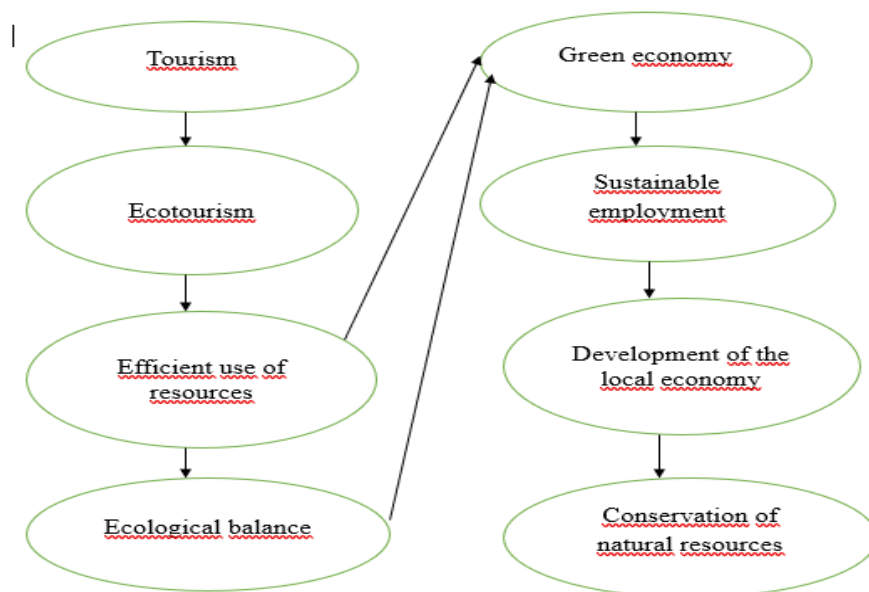 Tourism
Ecotourism
Efficient use of
resources
Ecological balance
Green economy
Sustainable
employment
Development of the
local economy
Conservation of
natural resources